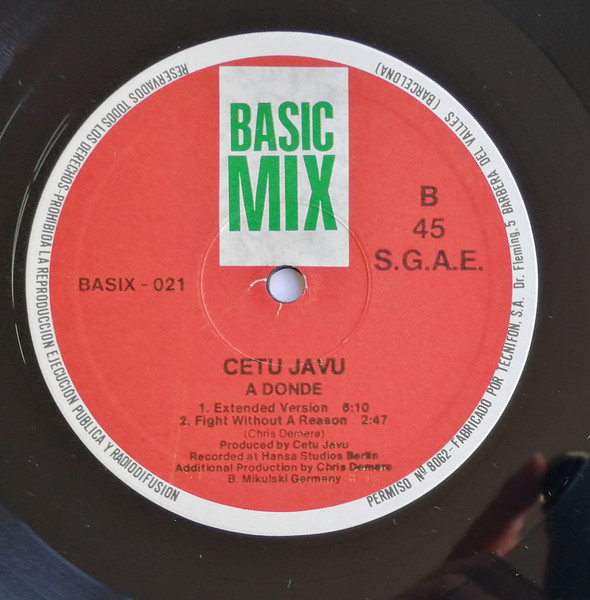 BASIC
MIX
B
45
S.G.A.E.
BASIX - 021
CETU JAVU
A DONDE
1. Extended Version 6:10
2. Fight Without A Reason 2:47
(Chris Demere)
Produced by Cetu Javu
Recorded at Hansa Studios Berlin
Additional Production by Chris Demere
B. Mikulski Germany
RESERVADOS TODOS LOS DERECHOS-PROHIBIDA LA REPRODUCCION EJECUCION PUBLICA Y RADIODIFUSION
PERMISO Nº 8062-FABRICADO POR TECNIFON, S.A. Dr. Fleming, 5 BARBERA DEL VALLES (BARCELONA)